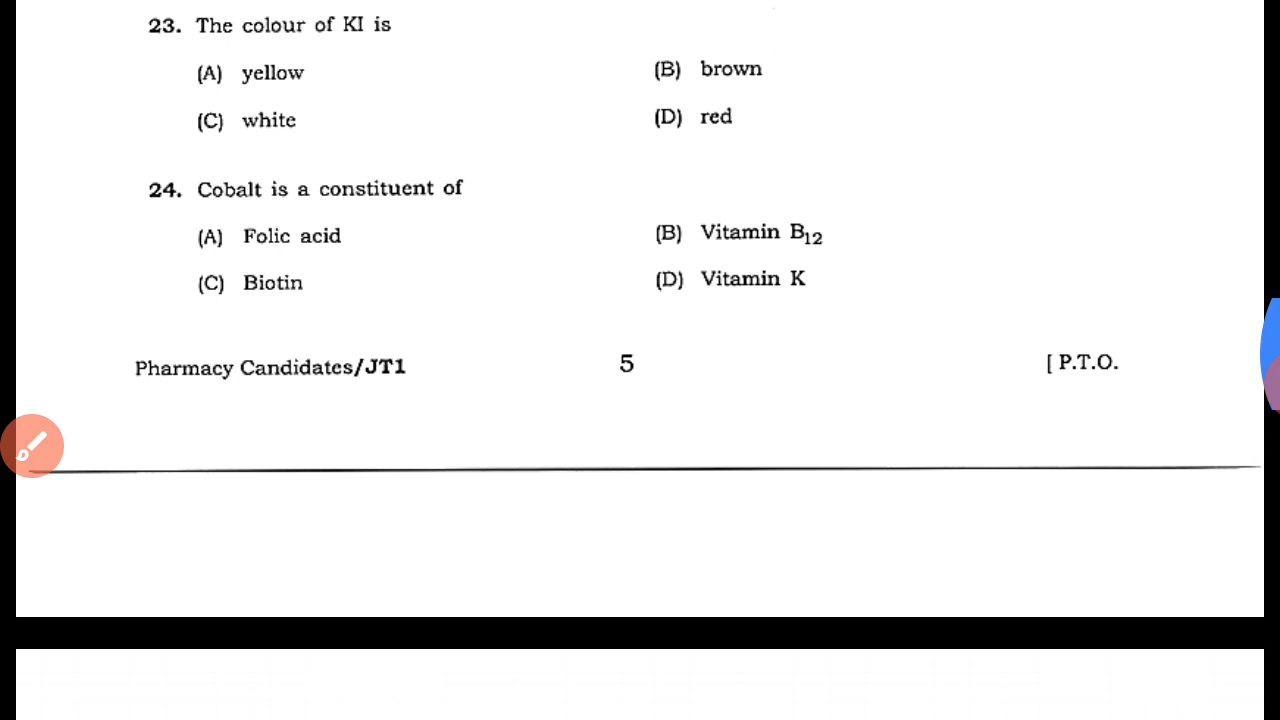 23. The colour of KI is
(A) yellow
(B) brown
(C) white
(D) red
24. Cobalt is a constituent of
(A) Folic acid
(B) Vitamin B₁₂
(C) Biotin
(D) Vitamin K
Pharmacy Candidates/JT1 5 [ P.T.O.